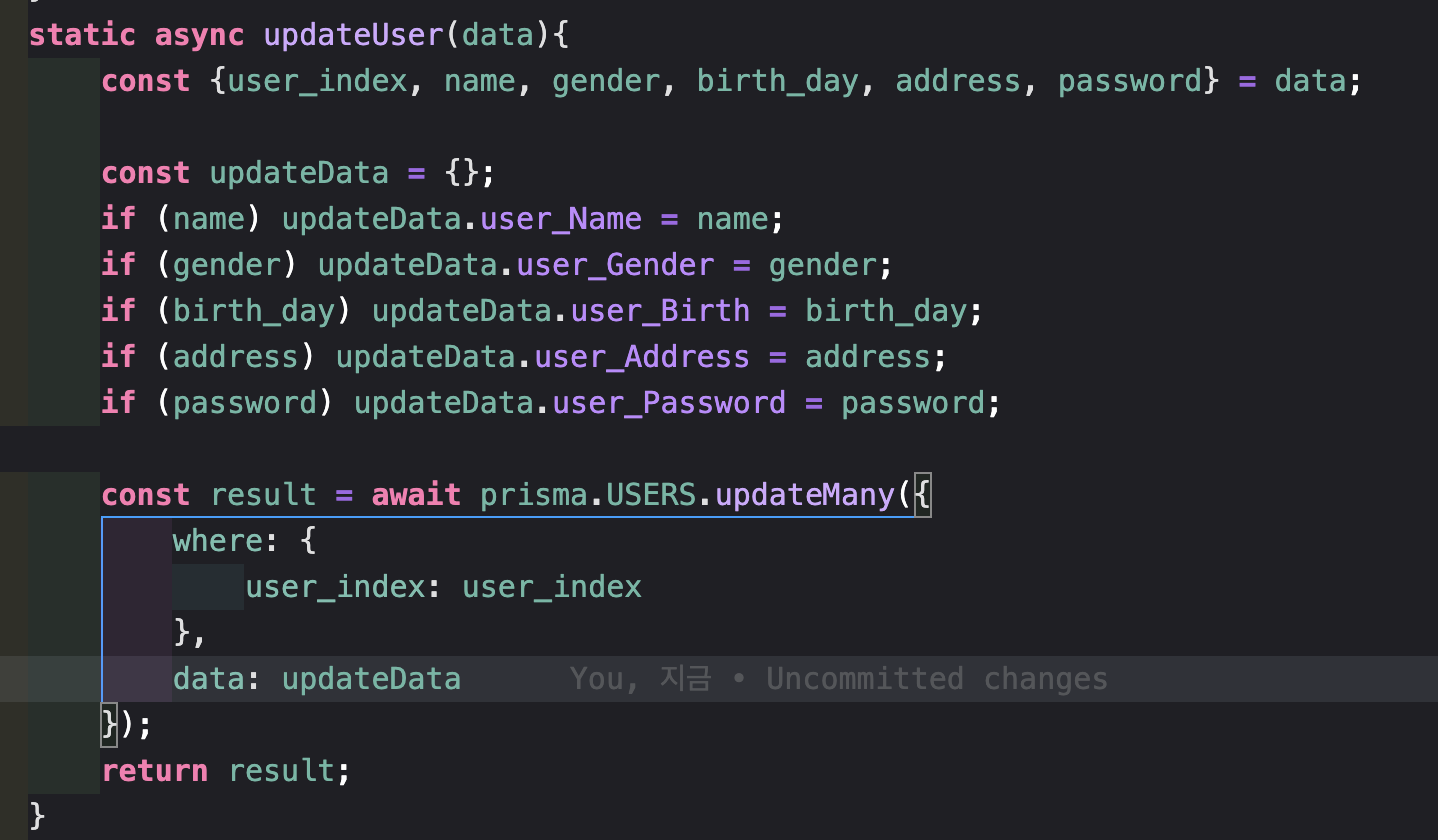 static async updateUser(data){
const {user_index, name, gender, birth_day, address, password} = data;
const updateData = {};
if (name) updateData.user_Name = name;
if (gender) updateData.user_Gender = gender;
if (birth_day) updateData.user_Birth = birth_day;
if (address) updateData.user_Address = address;
if (password) updateData.user_Password = password;
const result = await prisma.USERS.updateMany({
where: {
user_index: user_index
},
data: updateData You, 지금 • Uncommitted changes
});
return result;
}